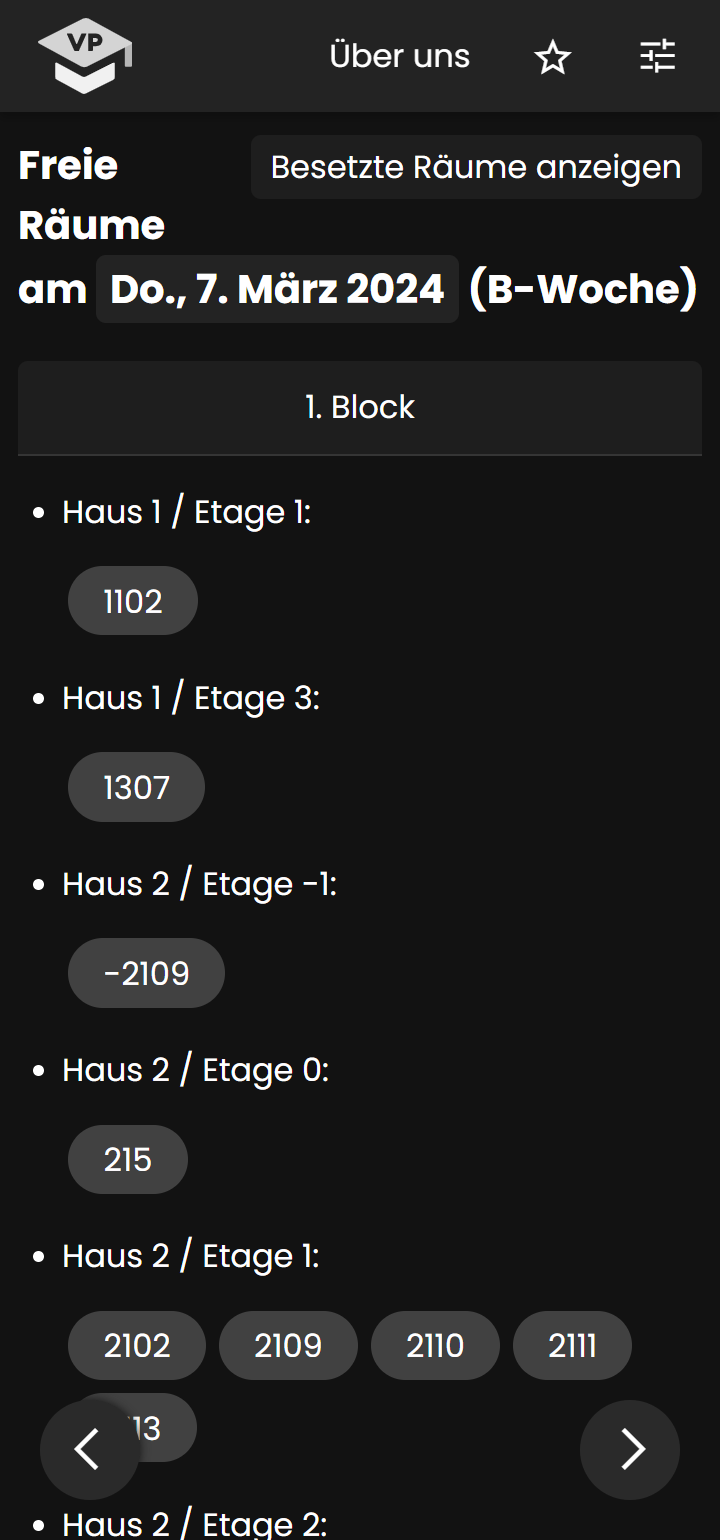 VP
Über uns
Freie Räume
Besetzte Räume anzeigen
am Do., 7. März 2024 (B-Woche)
1. Block
Haus 1 / Etage 1:
1102
Haus 1 / Etage 3:
1307
Haus 2 / Etage -1:
-2109
Haus 2 / Etage 0:
215
Haus 2 / Etage 1:
2102 2109 2110 2111
Haus 2 / Etage 2: